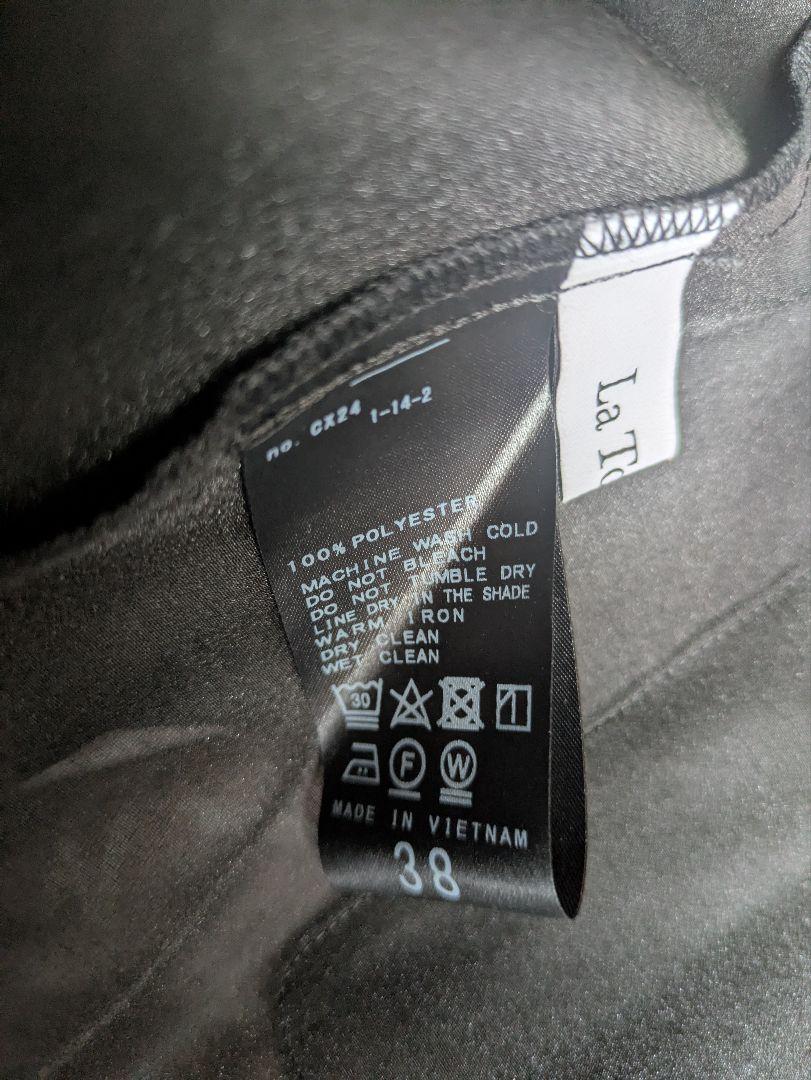 La To
no. CX24
1-14-2
100% POLYESTER
MACHINE WASH COLD
DO NOT BLEACH
DO NOT TUMBLE DRY
LINE DRY IN THE SHADE
WARM IRON
DRY CLEAN
WET CLEAN
30
F W
MADE IN VIETNAM
38